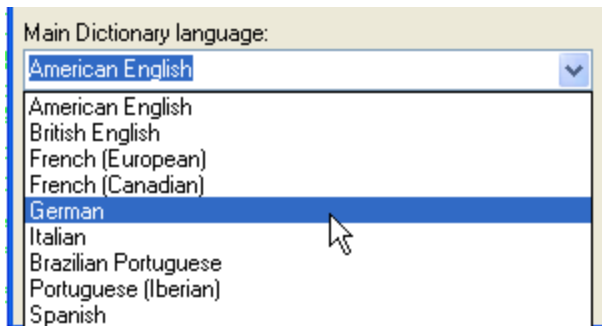 Main Dictionary language:
American English
American English
British English
French (European)
French (Canadian)
German
Italian
Brazilian Portuguese
Portuguese (Iberian)
Spanish